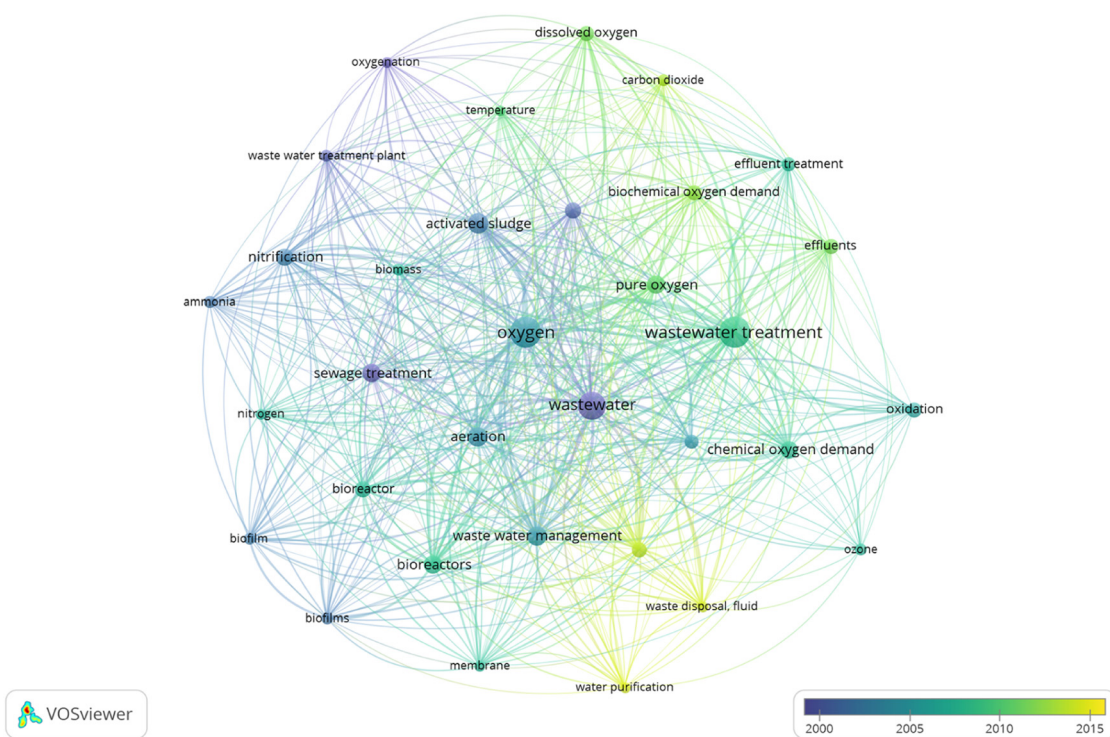 dissolved oxygen
oxygenation
carbon dioxide
temperature
waste water treatment plant
effluent treatment
biochemical oxygen demand
activated sludge
effluents
nitrification
biomass
pure oxygen
ammonia
oxygen
wastewater treatment
sewage treatment
wastewater
oxidation
nitrogen
aeration
chemical oxygen demand
bioreactor
waste water management
biofilm
ozone
bioreactors
waste disposal, fluid
biofilms
membrane
water purification
VOSviewer
2000 2005 2010 2015